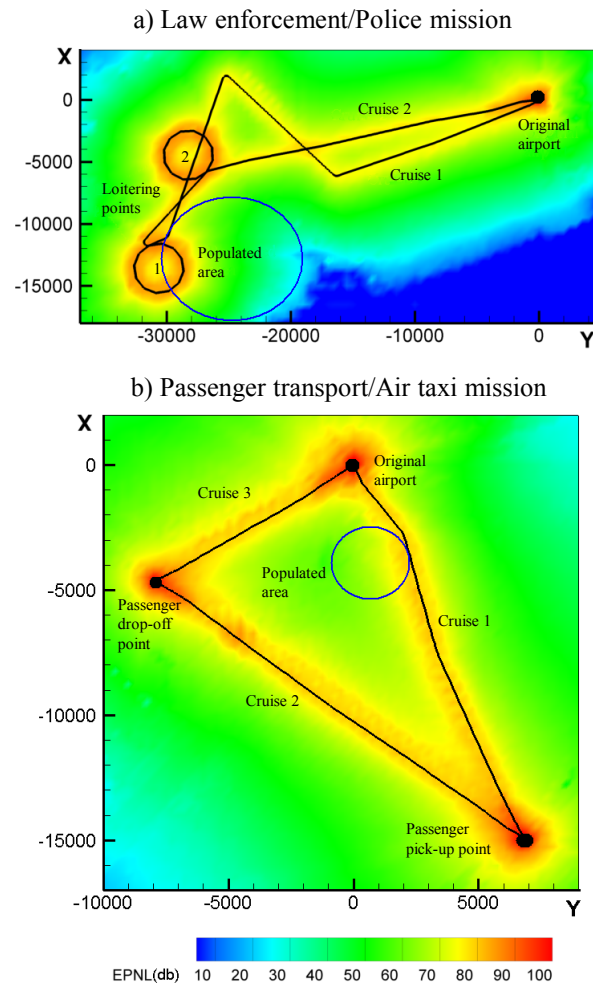 a) Law enforcement/Police mission
X
0
-5000
-10000
-15000
Cruise 2
Original
airport
Cruise 1
2
Loitering
points
1
Populated
area
-30000 -20000 -10000 0
Y
b) Passenger transport/Air taxi mission
X
0
-5000
-10000
-15000
Original
airport
Cruise 3
Populated
area
Passenger
drop-off
point
Cruise 1
Cruise 2
Passenger
pick-up point
-10000 -5000 0 5000
Y
EPNL(db) 10 20 30 40 50 60 70 80 90 100